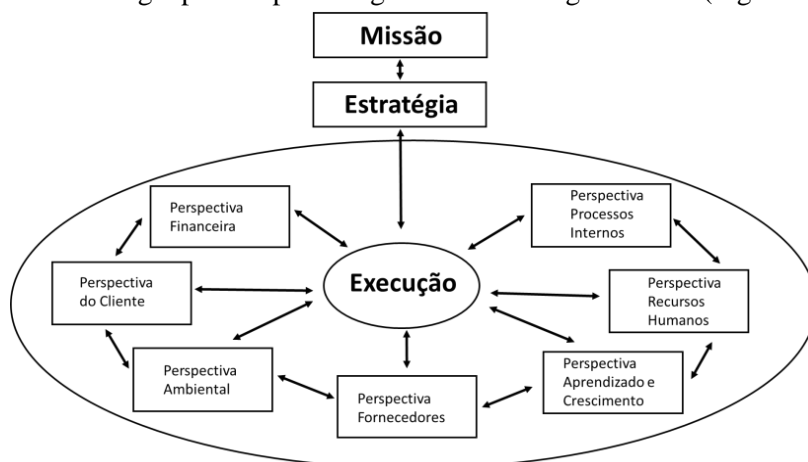 Missão
Estratégia
Perspectiva
Financeira
Perspectiva
Processos
Internos
Perspectiva
do Cliente
Execução
Perspectiva
Recursos
Humanos
Perspectiva
Ambiental
Perspectiva
Fornecedores
Perspectiva
Aprendizado e
Crescimento